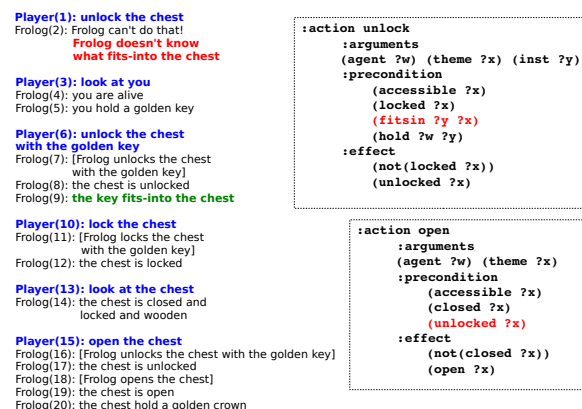 Player(1): unlock the chest
Frolog(2): Frolog can't do that!
Frolog doesn't know
what fits-into the chest
Player(3): look at you
Frolog(4): you are alive
Frolog(5): you hold a golden key
Player(6): unlock the chest
with the golden key
Frolog(7): [Frolog unlocks the chest
with the golden key]
Frolog(8): the chest is unlocked
Frolog(9): the key fits-into the chest
Player(10): lock the chest
Frolog(11): [Frolog locks the chest
with the golden key]
Frolog(12): the chest is locked
Player(13): look at the chest
Frolog(14): the chest is closed and
locked and wooden
Player(15): open the chest
Frolog(16): [Frolog unlocks the chest with the golden key]
Frolog(17): the chest is unlocked
Frolog(18): [Frolog opens the chest]
Frolog(19): the chest is open
Frolog(20): the chest hold a golden crown
:action unlock
:arguments
(agent ?w) (theme ?x) (inst ?y)
:precondition
(accessible ?x)
(locked ?x)
(fitsin ?y ?x)
(hold ?w ?y)
:effect
(not(locked ?x))
(unlocked ?x)
:action open
:arguments
(agent ?w) (theme ?x)
:precondition
(accessible ?x)
(closed ?x)
(unlocked ?x)
:effect
(not(closed ?x))
(open ?x)